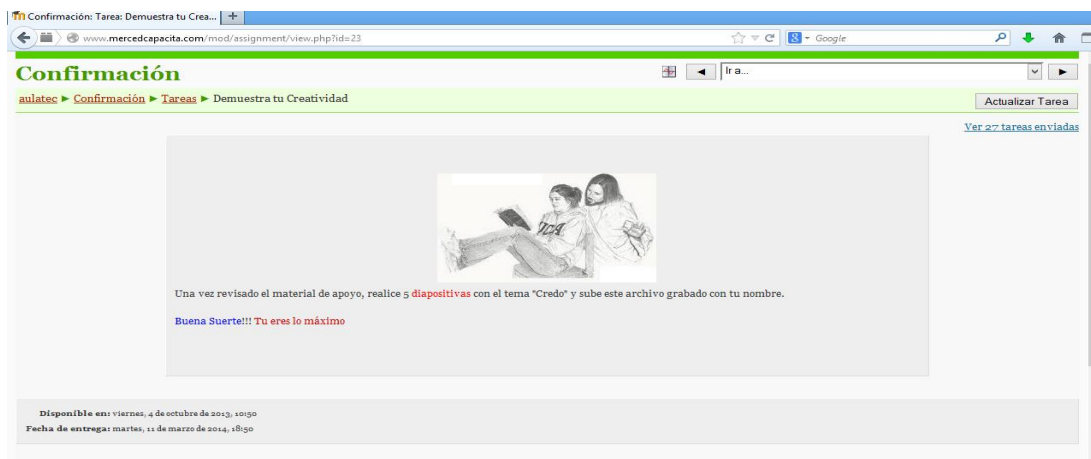 Confirmación: Tarea: Demuestra tu Crea...
www.mercedcapacita.com/mod/assignment/view.php?id=23
Google
Confirmación
Ir a...
aulatec ► Confirmación ► Tareas ► Demuestra tu Creatividad
Actualizar Tarea
Ver 27 tareas enviadas
UCA
Una vez revisado el material de apoyo, realice 5 diapositivas con el tema "Credo" y sube este archivo grabado con tu nombre.
Buena Suerte!!! Tu eres lo máximo
Disponible en: viernes, 4 de octubre de 2013, 10:50
Fecha de entrega: martes, 11 de marzo de 2014, 18:50